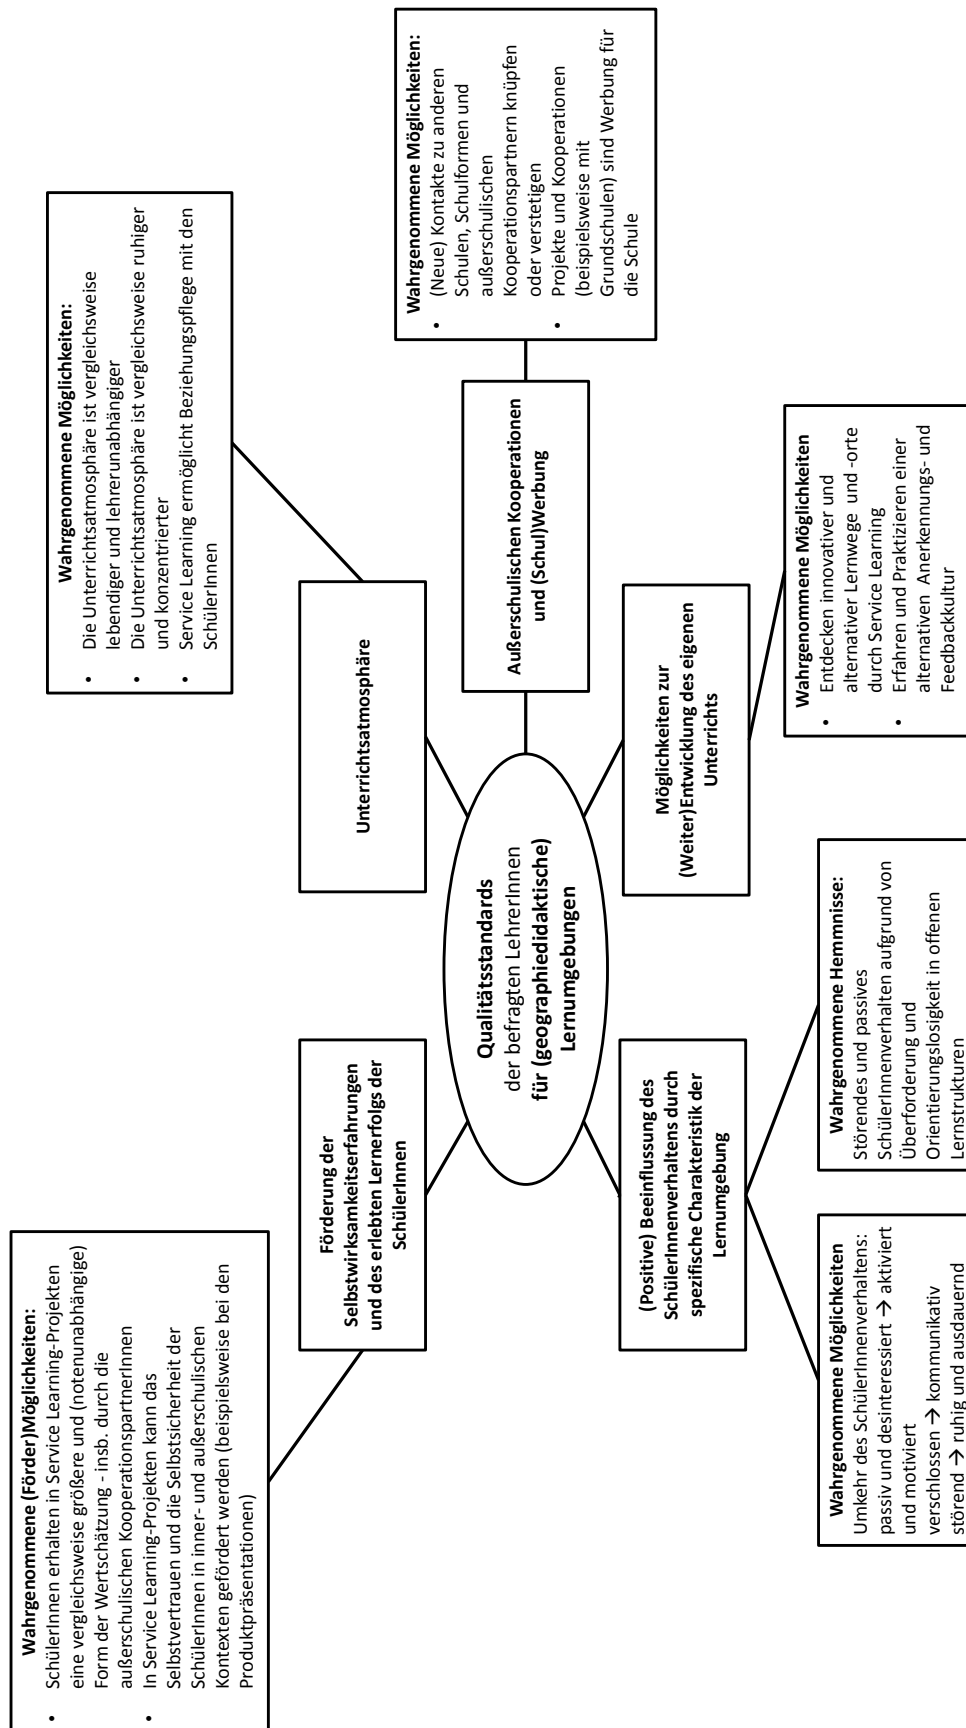 Wahrgenommene (Förder)Möglichkeiten:
• SchülerInnen erhalten in Service Learning-Projekten
eine vergleichsweise größere und (notenunabhängige)
Form der Wertschätzung - insb. durch die
außerschulischen KooperationspartnerInnen
• In Service Learning-Projekten kann das
Selbstvertrauen und die Selbstsicherheit der
SchülerInnen in inner- und außerschulischen
Kontexten gefördert werden (beispielsweise bei den
Produktpräsentationen)
Förderung der
Selbstwirksamkeitserfahrungen
und des erlebten Lernerfolgs der
SchülerInnen
Unterrichtsatmosphäre
Wahrgenommene Möglichkeiten:
• Die Unterrichtsatmosphäre ist vergleichsweise
lebendiger und lehrerunabhängiger
• Die Unterrichtsatmosphäre ist vergleichsweise ruhiger
und konzentrierter
• Service Learning ermöglicht Beziehungspflege mit den
SchülerInnen
Qualitätsstandards
der befragten LehrerInnen
für (geographiedidaktische)
Lernumgebungen
Außerschulischen Kooperationen
und (Schul)Werbung
Wahrgenommene Möglichkeiten:
• (Neue) Kontakte zu anderen
Schulen, Schulformen und
außerschulischen
Kooperationspartnern knüpfen
oder verstetigen
• Projekte und Kooperationen
(beispielsweise mit
Grundschulen) sind Werbung für
die Schule
(Positive) Beeinflussung des
SchülerInnenverhaltens durch
spezifische Charakteristik der
Lernumgebung
Möglichkeiten zur
(Weiter)Entwicklung des eigenen
Unterrichts
Wahrgenommene Möglichkeiten
Umkehr des SchülerInnenverhaltens:
passiv und desinteressiert → aktiviert
und motiviert
verschlossen → kommunikativ
störend → ruhig und ausdauernd
Wahrgenommene Hemmnisse:
Störendes und passives
SchülerInnenverhalten aufgrund von
Überforderung und
Orientierungslosigkeit in offenen
Lernstrukturen
Wahrgenommene Möglichkeiten
• Entdecken innovativer und
alternativer Lernwege und -orte
durch Service Learning
• Erfahren und Praktizieren einer
alternativen Anerkennungs- und
Feedbackkultur